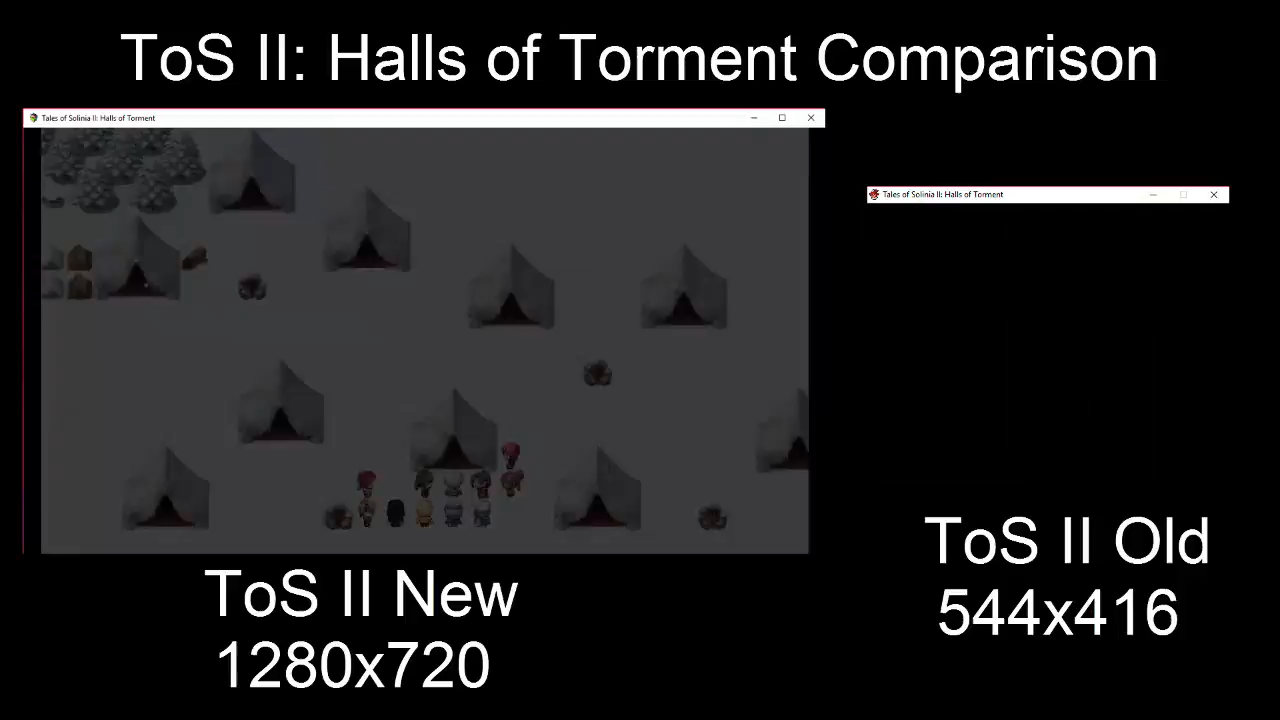 ToS II: Halls of Torment Comparison
Tales of Solinia II: Halls of Torment
Tales of Solinia II: Halls of Torment
ToS II New
1280x720
ToS II Old
544x416